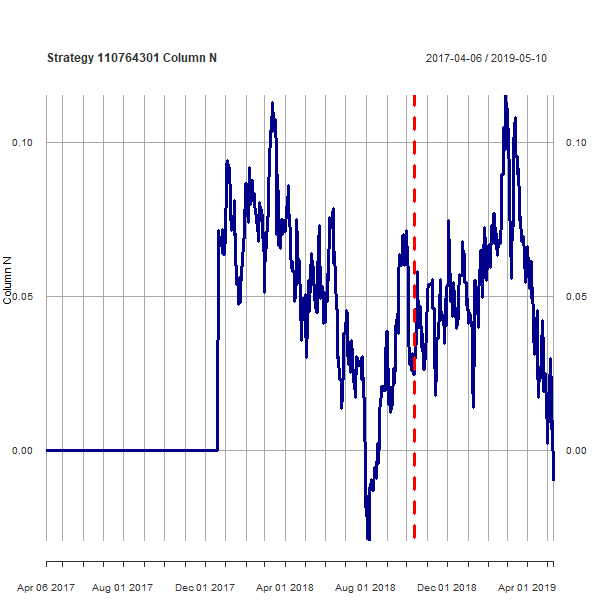 Strategy 110764301 Column N
2017-04-06 / 2019-05-10
0.10
0.10
Column N
0.05
0.05
0.00
0.00
Apr 06 2017
Aug 01 2017
Dec 01 2017
Apr 01 2018
Aug 01 2018
Dec 01 2018
Apr 01 2019